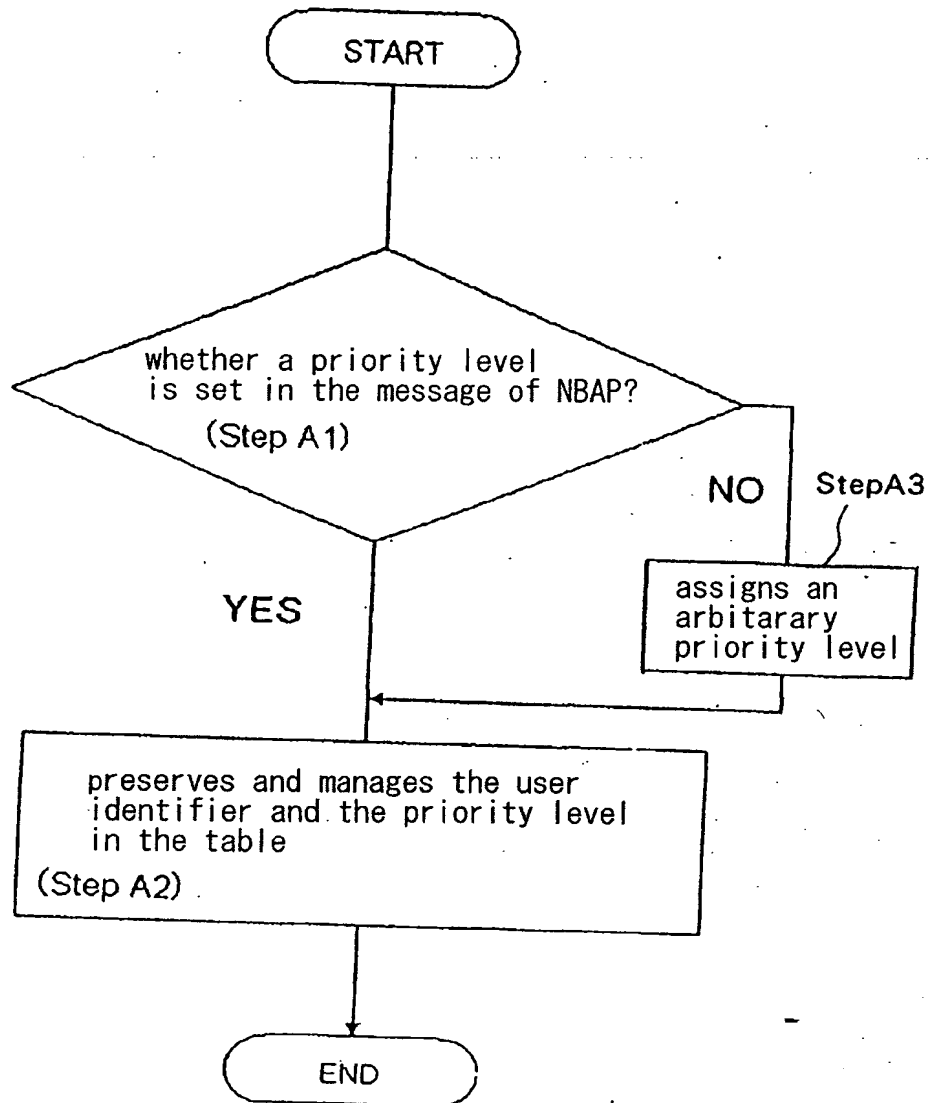 START
whether a priority level
is set in the message of NBAP?
(Step A1)
NO
StepA3
YES
assigns an
arbitarary
priority level
preserves and manages the user
identifier and the priority level
in the table
(Step A2)
END